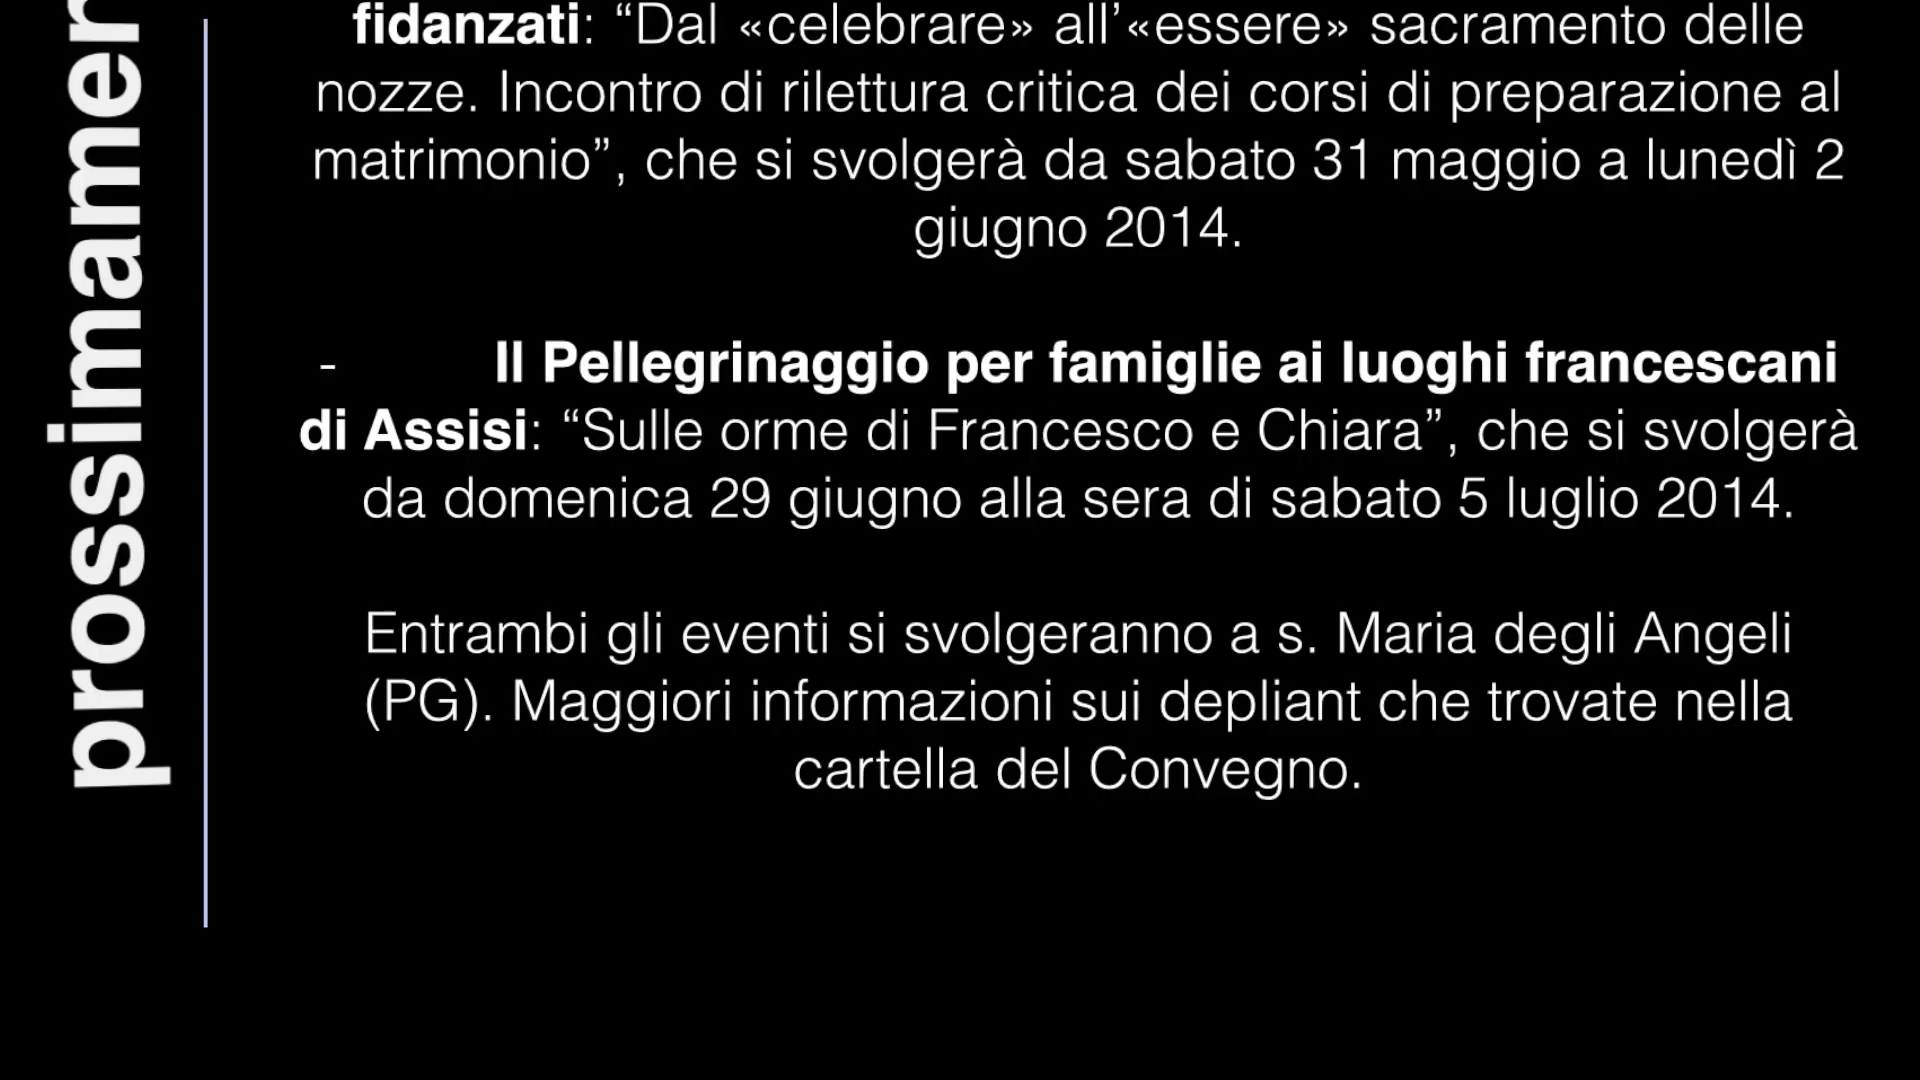 prossimamen
fidanzati: “Dal «celebrare» all’«essere» sacramento delle
nozze. Incontro di rilettura critica dei corsi di preparazione al
matrimonio”, che si svolgerà da sabato 31 maggio a lunedì 2
giugno 2014.
- Il Pellegrinaggio per famiglie ai luoghi francescani
di Assisi: “Sulle orme di Francesco e Chiara”, che si svolgerà
da domenica 29 giugno alla sera di sabato 5 luglio 2014.
Entrambi gli eventi si svolgeranno a s. Maria degli Angeli
(PG). Maggiori informazioni sui depliant che trovate nella
cartella del Convegno.